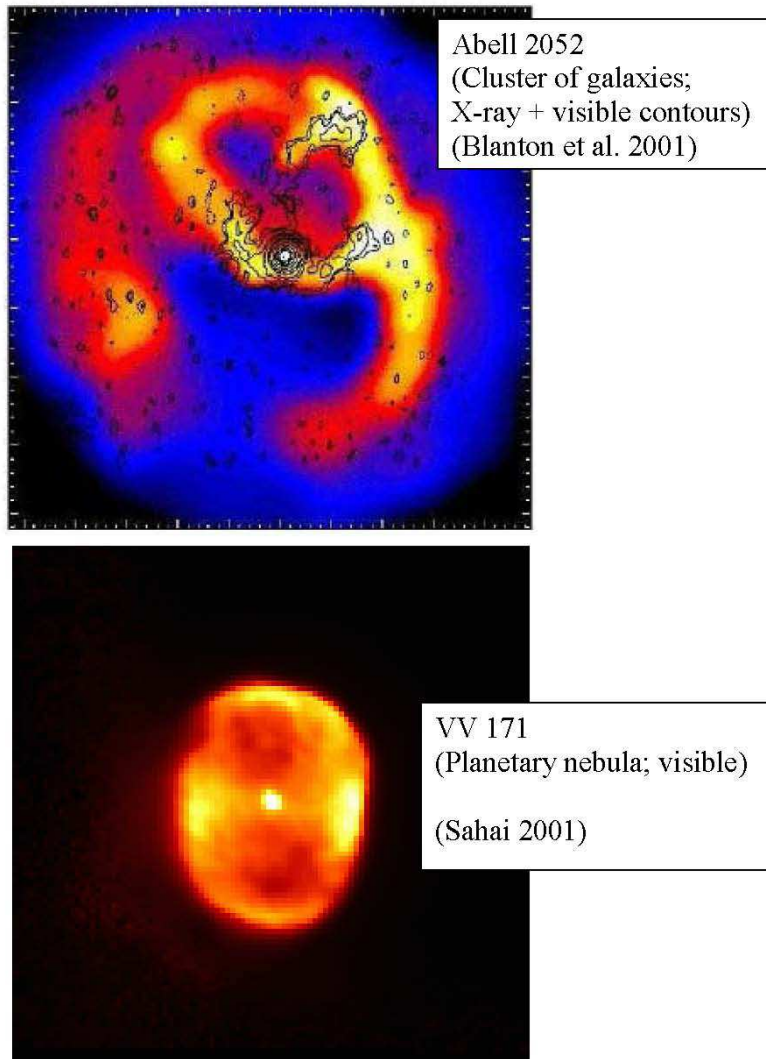 Abell 2052
(Cluster of galaxies;
X-ray + visible contours)
(Blanton et al. 2001)
VV 171
(Planetary nebula; visible)
(Sahai 2001)